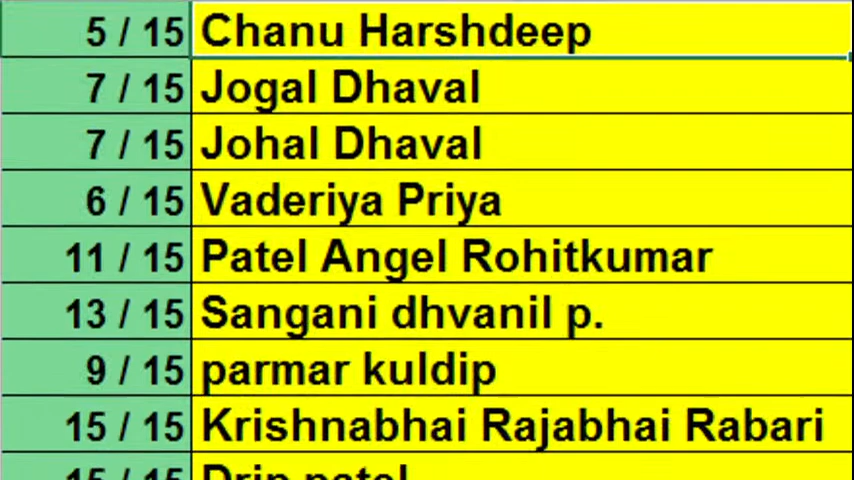 5 / 15 Chanu Harshdeep
7 / 15 Jogal Dhaval
7 / 15 Johal Dhaval
6 / 15 Vaderiya Priya
11 / 15 Patel Angel Rohitkumar
13 / 15 Sangani dhvanil p.
9 / 15 parmar kuldip
15 / 15 Krishnabhai Rajabhai Rabari
15 / 15 Drip patel